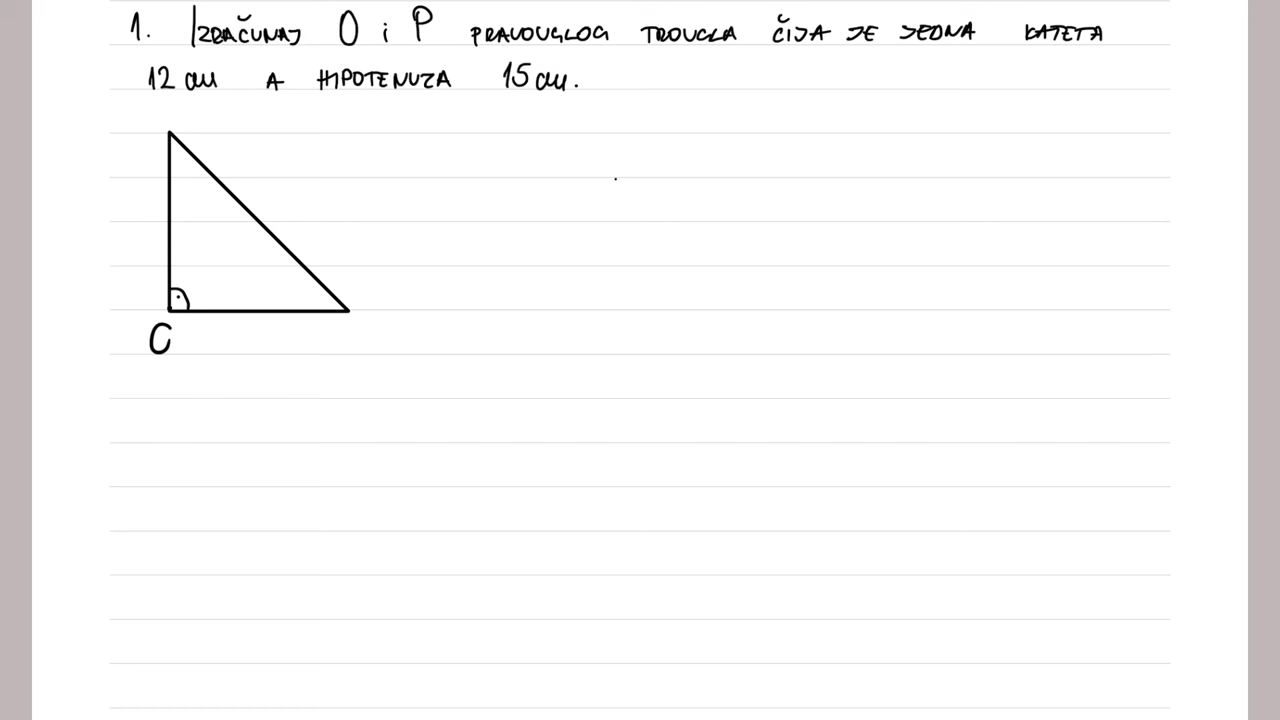 1. IZRAČUNAJ O i P PRAVOUGLOG TROUGLA ČIJA JE JEDNA KATETA
12 cm A HIPOTENUZA 15 cm.
C